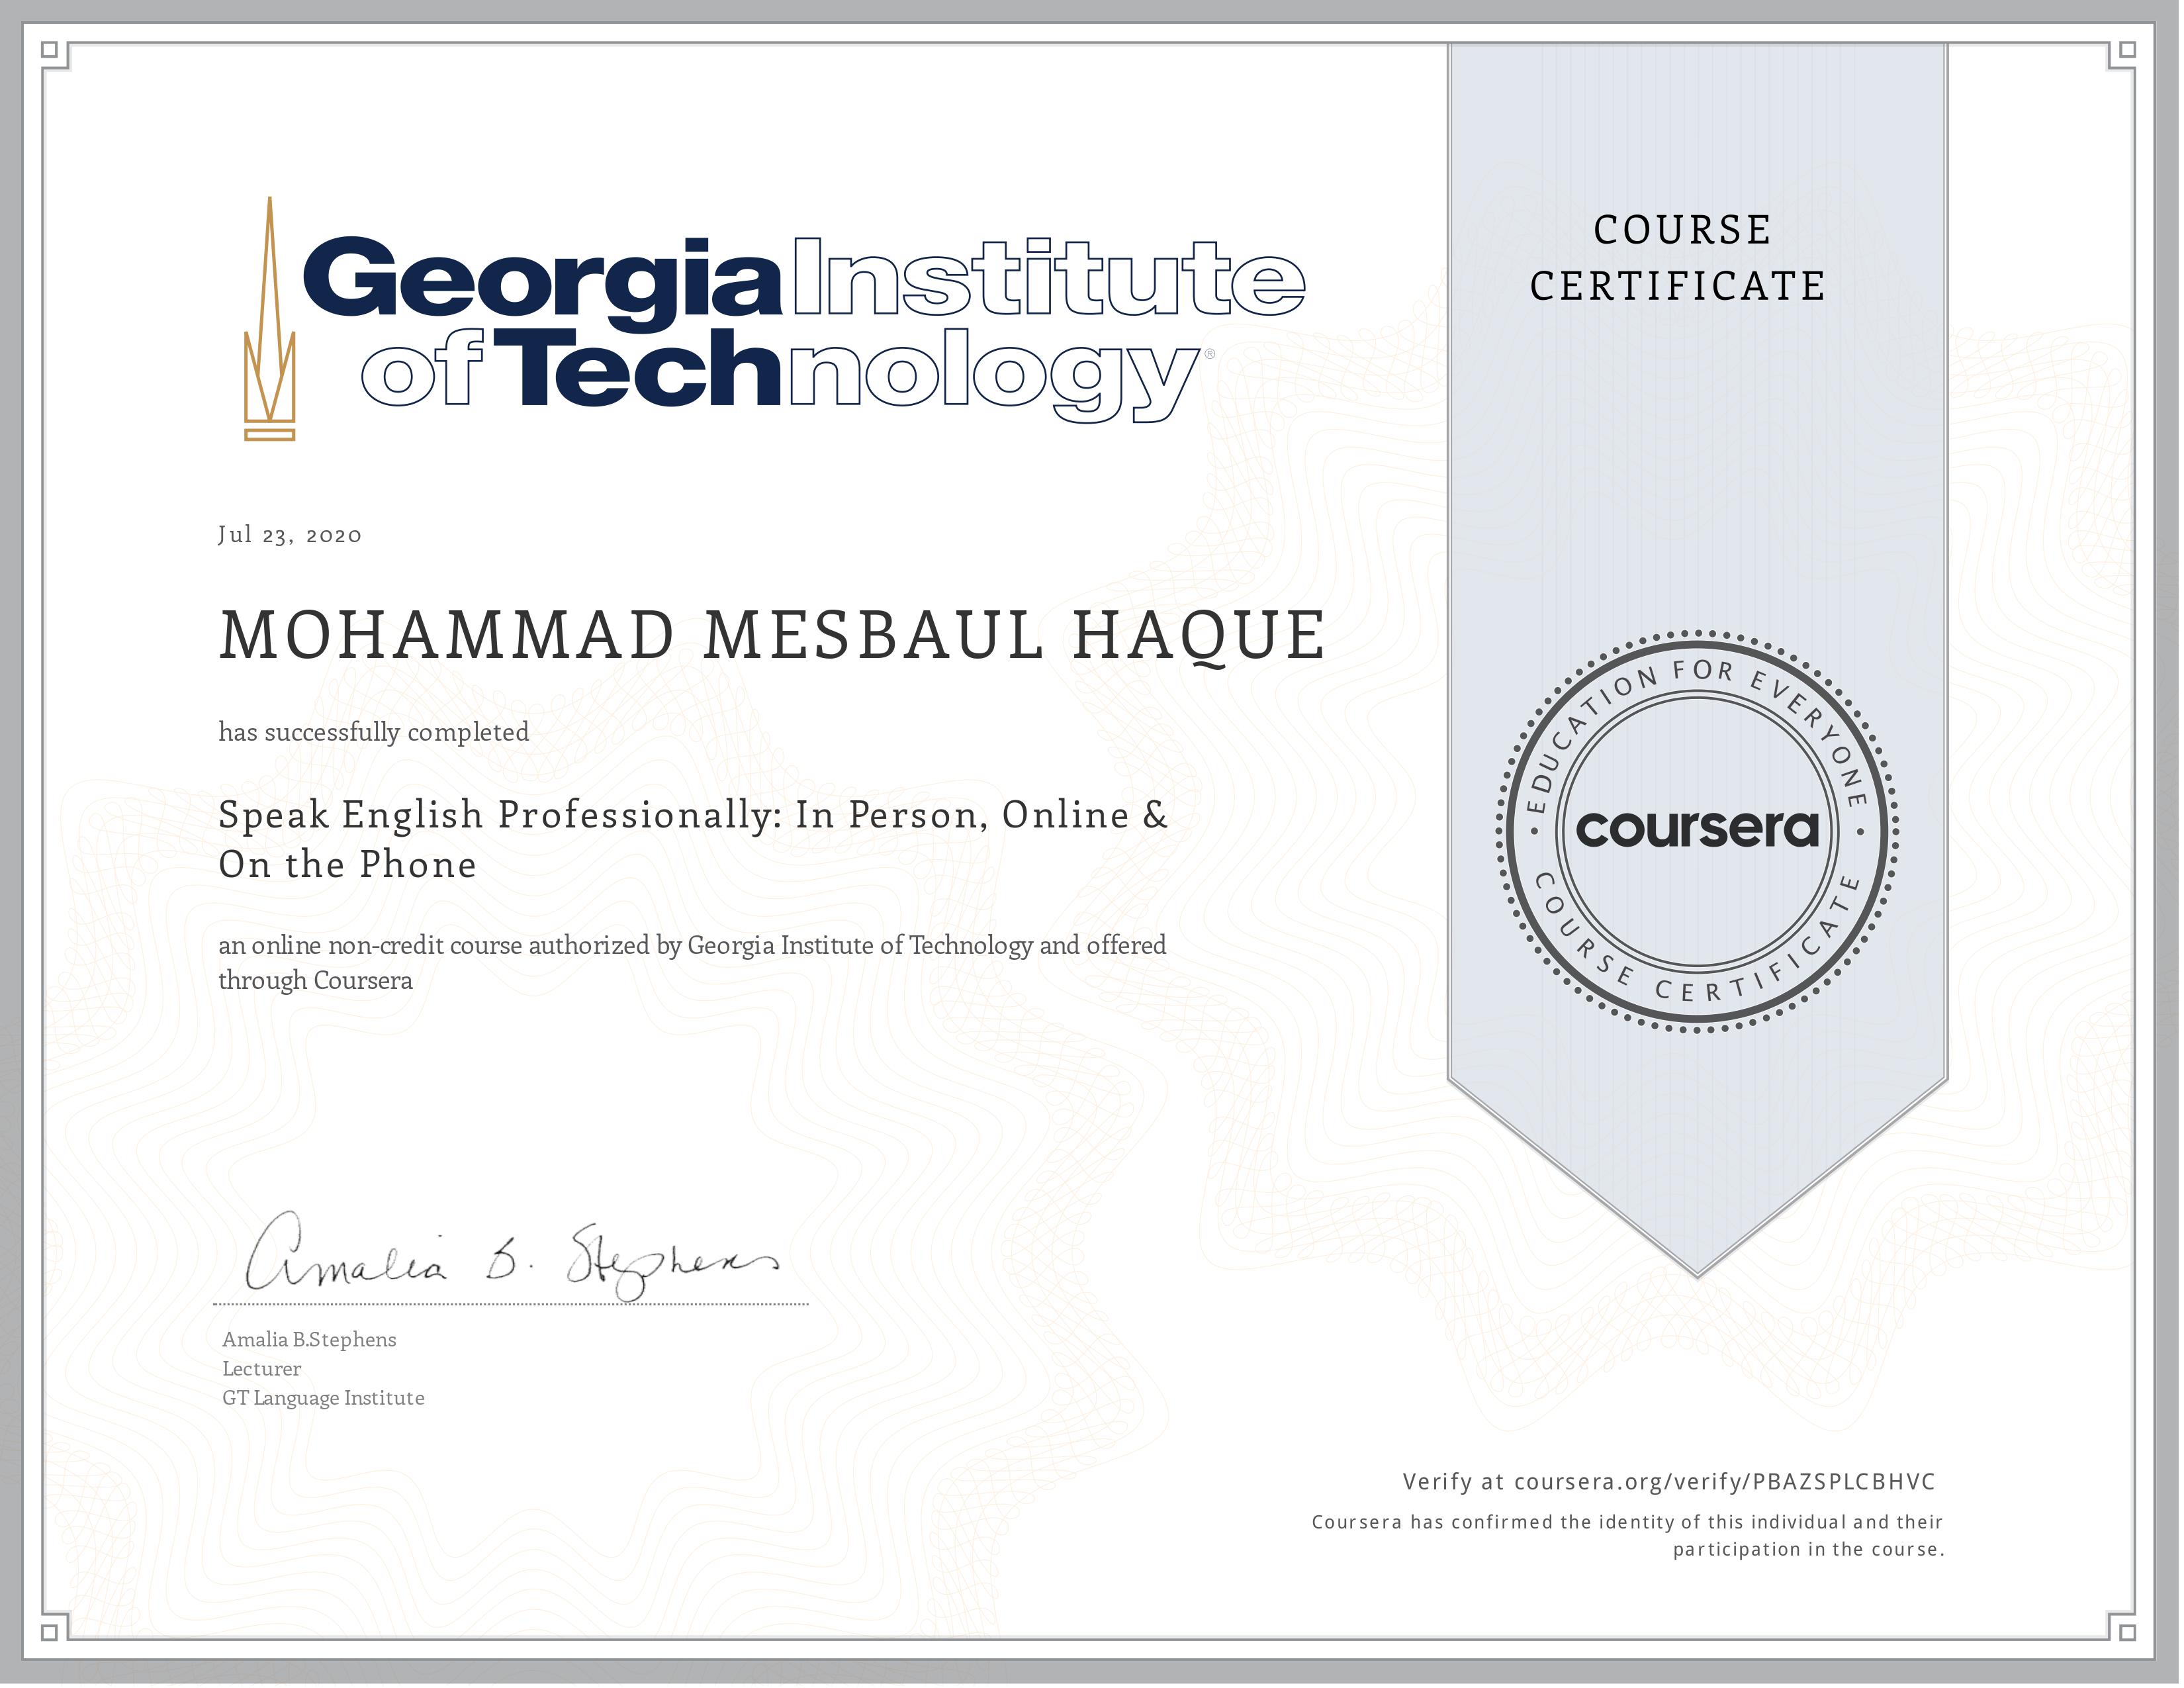 Georgia Institute
of Technology®
COURSE
CERTIFICATE
Jul 23, 2020
MOHAMMAD MESBAUL HAQUE
has successfully completed
Speak English Professionally: In Person, Online &
On the Phone
an online non-credit course authorized by Georgia Institute of Technology and offered
through Coursera
EDUCATION FOR EVERYONE
coursera
COURSE CERTIFICATE
Amalia B. Stephens
Amalia B.Stephens
Lecturer
GT Language Institute
Verify at coursera.org/verify/PBAZSPLCBHVC
Coursera has confirmed the identity of this individual and their
participation in the course.